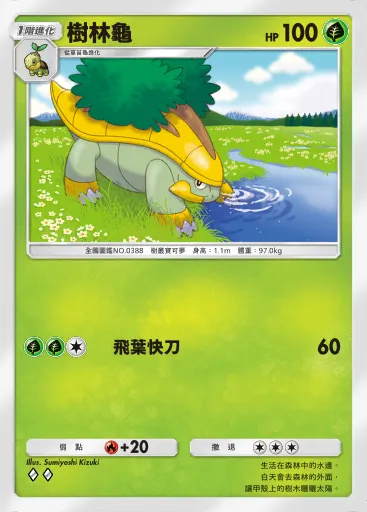 1階進化 樹林龜 HP 100
從草苗龜進化
全國圖鑑NO.0388 樹叢寶可夢 身高：1.1m 體重：97.0kg
飛葉快刀 60
弱點 +20 撤退
Illus. Sumiyoshi Kizuki
生活在森林中的水邊。
白天會去森林的外面，
讓甲殼上的樹木曬曬太陽。